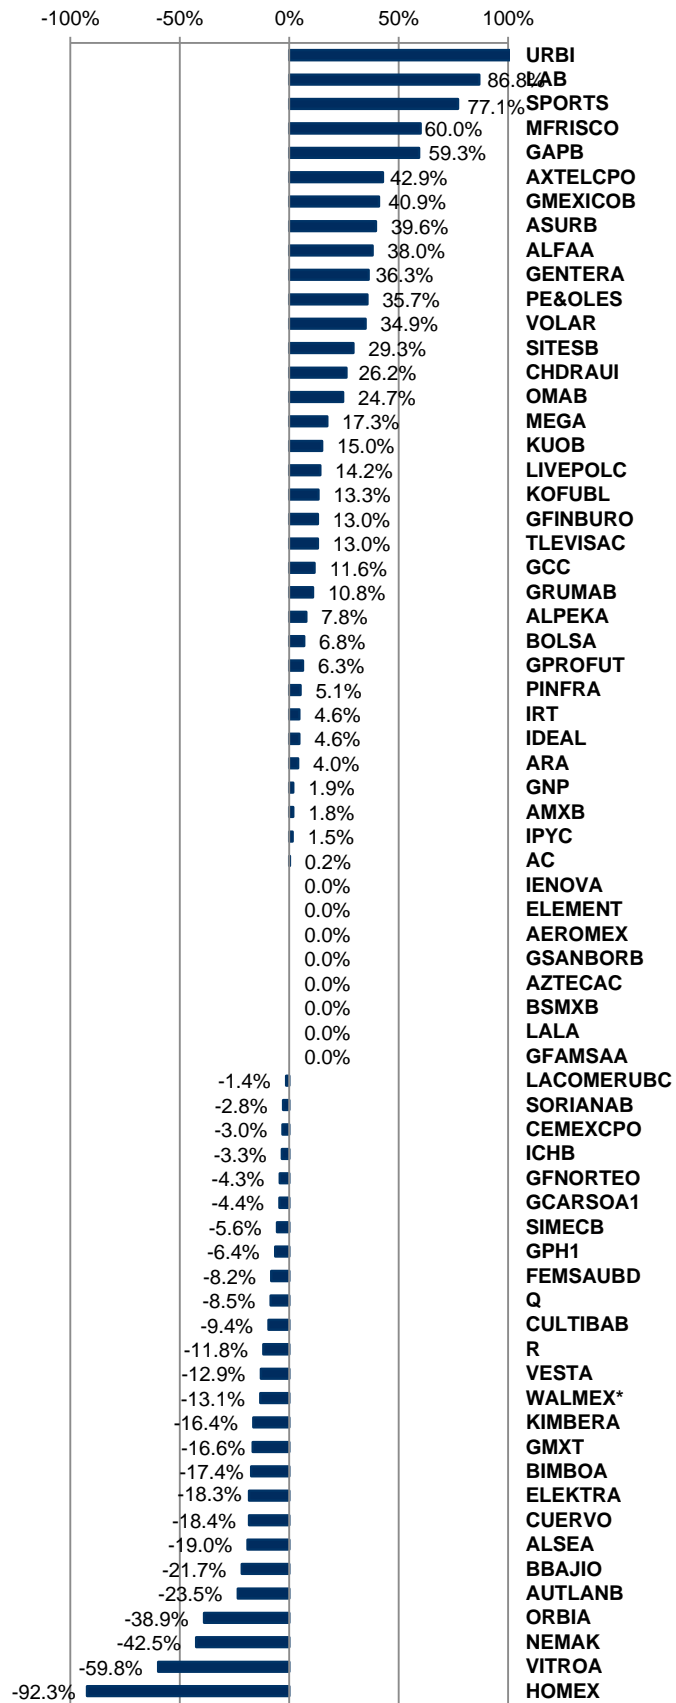 -100% -50% 0% 50% 100%
URBI
86.8% LAB
77.1% SPORTS
60.0% MFRISCO
59.3% GAPB
42.9% AXTELCPO
40.9% GMEXICOB
39.6% ASURB
38.0% ALFAA
36.3% GENTERA
35.7% PE&OLES
34.9% VOLAR
29.3% SITESB
26.2% CHDRAUI
24.7% OMAB
17.3% MEGA
15.0% KUOB
14.2% LIVEPOLC
13.3% KOFUBL
13.0% GFINBURO
13.0% TLEVISAC
11.6% GCC
10.8% GRUMAB
7.8% ALPEKA
6.8% BOLSA
6.3% GPROFUT
5.1% PINFRA
4.6% IRT
4.6% IDEAL
4.0% ARA
1.9% GNP
1.8% AMXB
1.5% IPYC
0.2% AC
0.0% IENOVA
0.0% ELEMENT
0.0% AEROMEX
0.0% GSANBORB
0.0% AZTECAC
0.0% BSMXB
0.0% LALA
0.0% GFAMSAA
-1.4% LACOMERUBC
-2.8% SORIANAB
-3.0% CEMEXCPO
-3.3% ICHB
-4.3% GFNORTEO
-4.4% GCARSOA1
-5.6% SIMECB
-6.4% GPH1
-8.2% FEMSAUBD
-8.5% Q
-9.4% CULTIBAB
-11.8% R
-12.9% VESTA
-13.1% WALMEX*
-16.4% KIMBERA
-16.6% GMXT
-17.4% BIMBOA
-18.3% ELEKTRA
-18.4% CUERVO
-19.0% ALSEA
-21.7% BBAJIO
-23.5% AUTLANB
-38.9% ORBIA
-42.5% NEMAK
-59.8% VITROA
-92.3% HOMEX